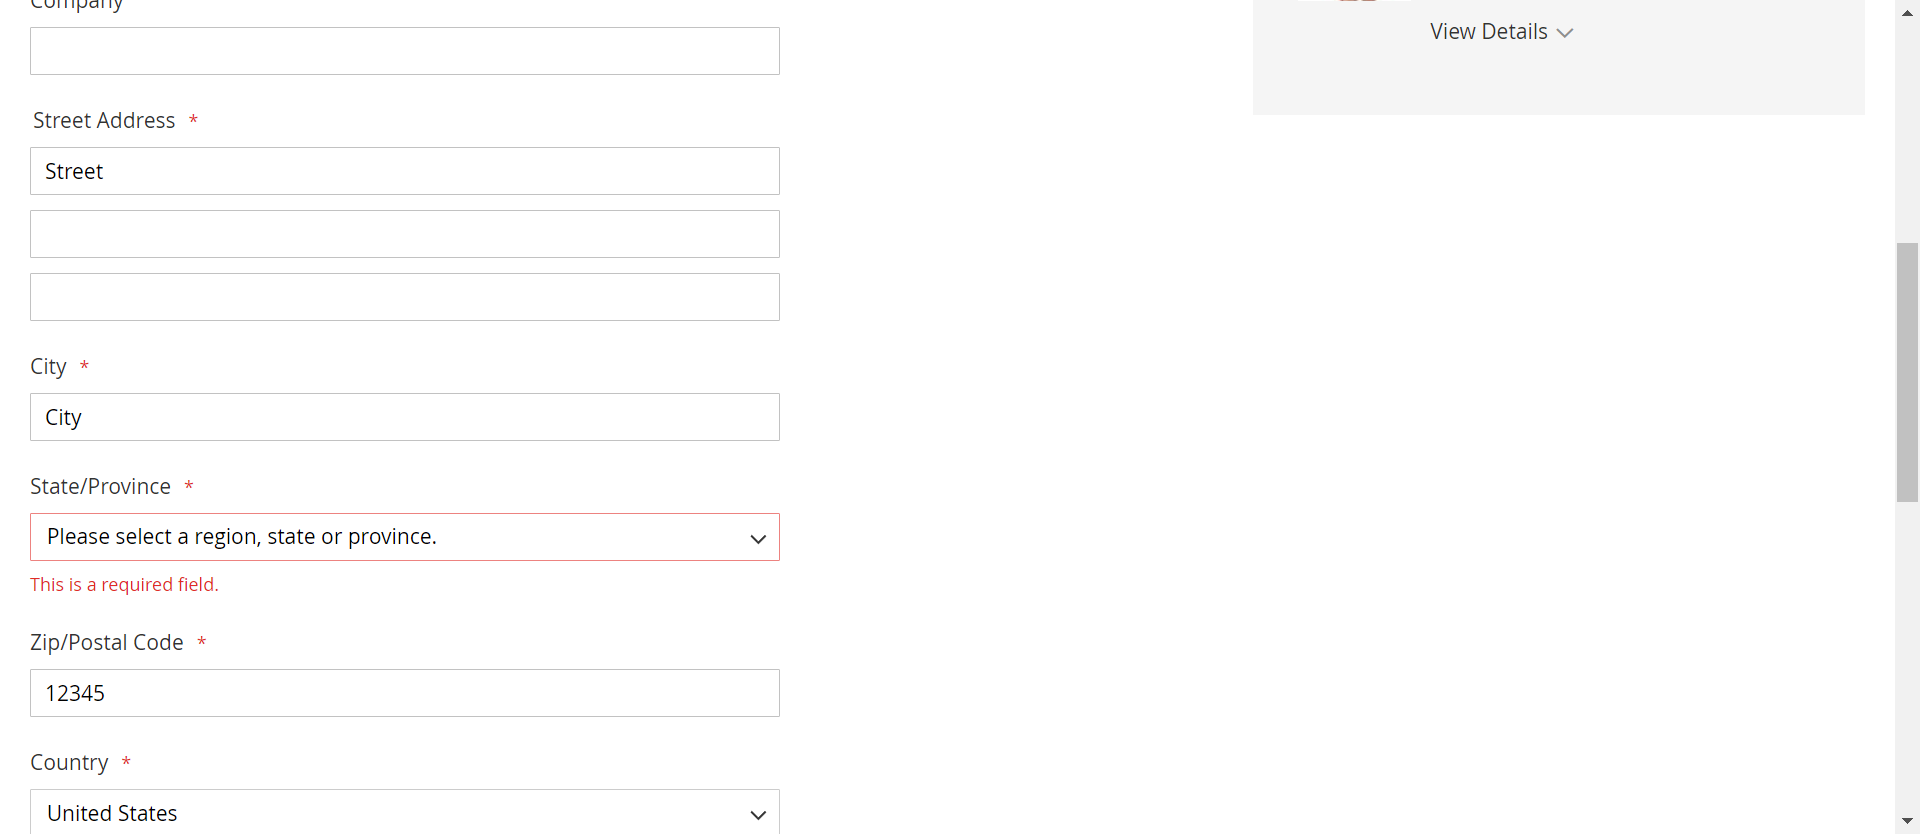 Company
View Details
Street Address *
Street
City *
City
State/Province *
Please select a region, state or province.
This is a required field.
Zip/Postal Code *
12345
Country *
United States